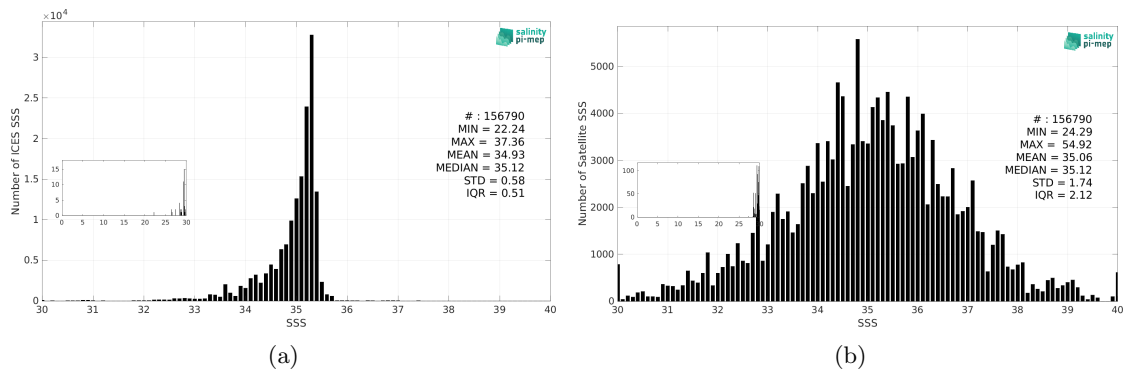 ×10⁴
salinity
pi-mep
# : 156790
MIN = 22.24
MAX = 37.36
MEAN = 34.93
MEDIAN = 35.12
STD = 0.58
IQR = 0.51
Number of ICES SSS
3
2.5
2
1.5
1
0.5
0
15
10
5
0
0 5 10 15 20 25 30
30 31 32 33 34 35 36 37 38 39 40
SSS
(a)
salinity
pi-mep
# : 156790
MIN = 24.29
MAX = 54.92
MEAN = 35.06
MEDIAN = 35.12
STD = 1.74
IQR = 2.12
Number of Satellite SSS
5000
4000
3000
2000
1000
0
100
50
0
0 5 10 15 20 25 30
30 31 32 33 34 35 36 37 38 39 40
SSS
(b)